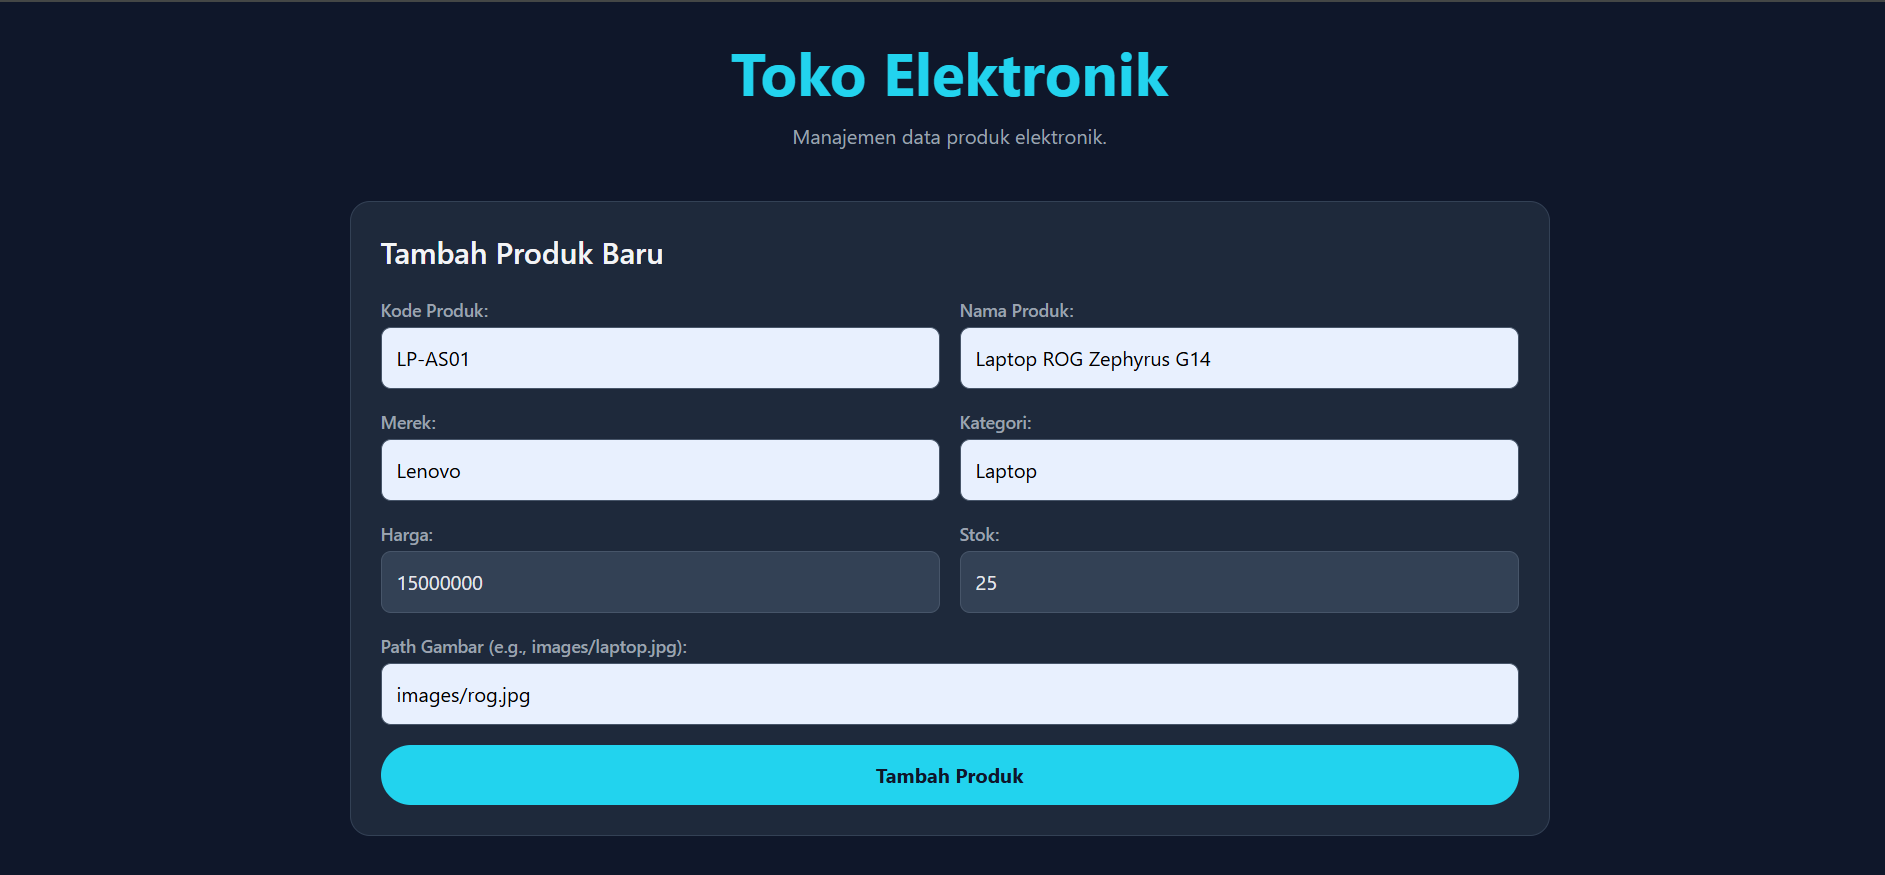 Toko Elektronik
Manajemen data produk elektronik.
Tambah Produk Baru
Kode Produk:
LP-AS01
Nama Produk:
Laptop ROG Zephyrus G14
Merek:
Lenovo
Kategori:
Laptop
Harga:
15000000
Stok:
25
Path Gambar (e.g., images/laptop.jpg):
images/rog.jpg
Tambah Produk